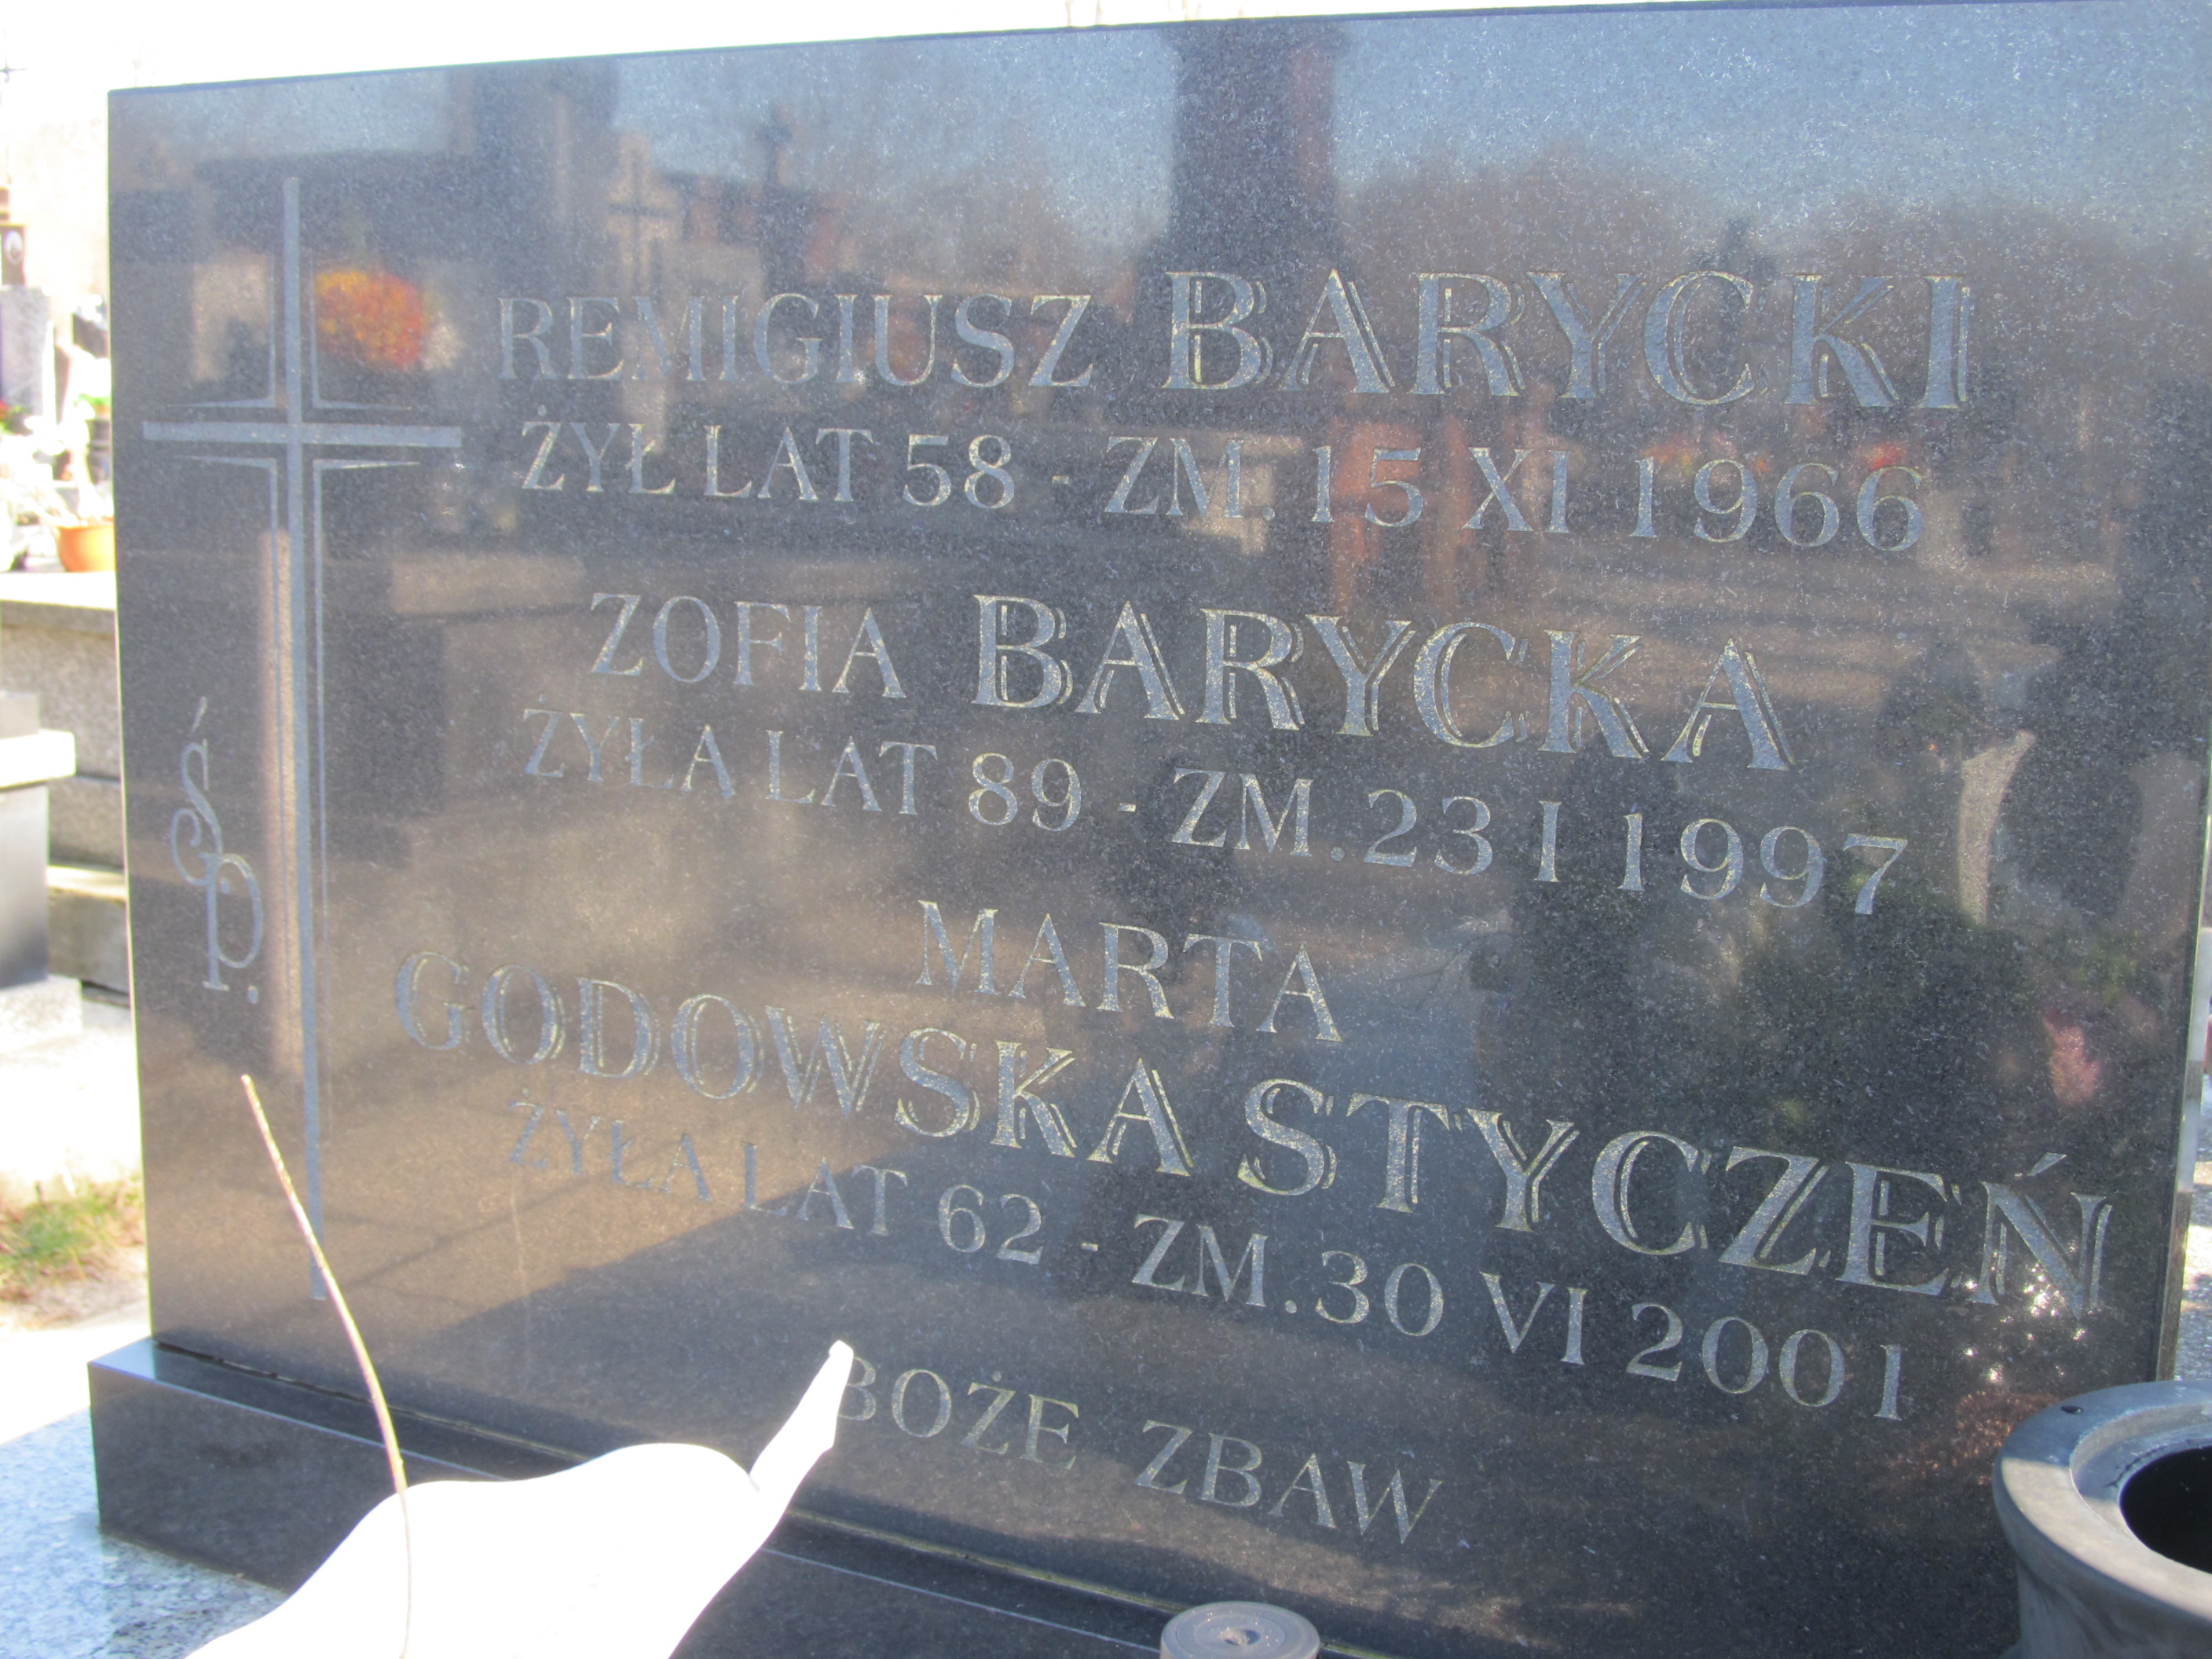 REMIGIUSZ BARYCKI
ŻYŁ LAT 58 - ZM. 15 XI 1966
ZOFIA BARYCKA
ŻYŁA LAT 89 - ZM. 23 I 1997
MARTA
GODOWSKA STYCZEŃ
ŻYŁA LAT 62 - ZM. 30 VI 2001
BOŻE ZBAW
ŚP.